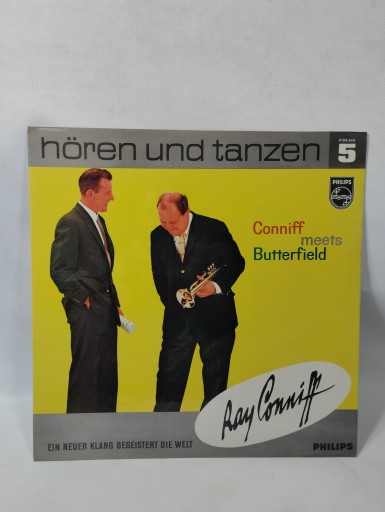 hören und tanzen
FOLGE
5
PHILIPS
Conniff
meets
Butterfield
Ray Conniff
EIN NEUER KLANG BEGEISTERT DIE WELT
PHILIPS